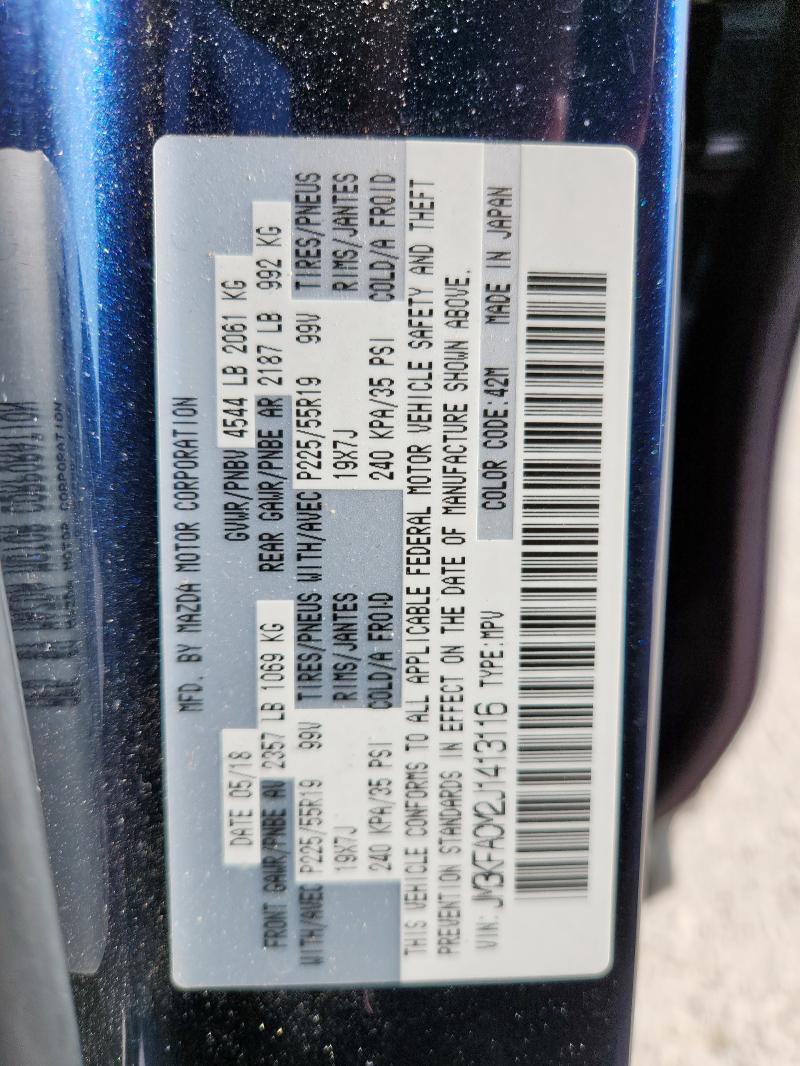 MFD. BY MAZDA MOTOR CORPORATION
DATE 05/18 GVWR/PNBV 4544 LB 2061 KG
FRONT GAWR/PNBE AV 2357 LB 1069 KG REAR GAWR/PNBE AR 2187 LB 992 KG
WITH/AVEC P225/55R19 99V TIRES/PNEUS WITH/AVEC P225/55R19 99V TIRES/PNEUS
19X7J RIMS/JANTES 19X7J RIMS/JANTES
240 KPA/35 PSI COLD/A FROID 240 KPA/35 PSI COLD/A FROID
THIS VEHICLE CONFORMS TO ALL APPLICABLE FEDERAL MOTOR VEHICLE SAFETY AND THEFT
PREVENTION STANDARDS IN EFFECT ON THE DATE OF MANUFACTURE SHOWN ABOVE.
VIN: JM3KFACM2J1413116 TYPE:MPV COLOR CODE:42M MADE IN JAPAN